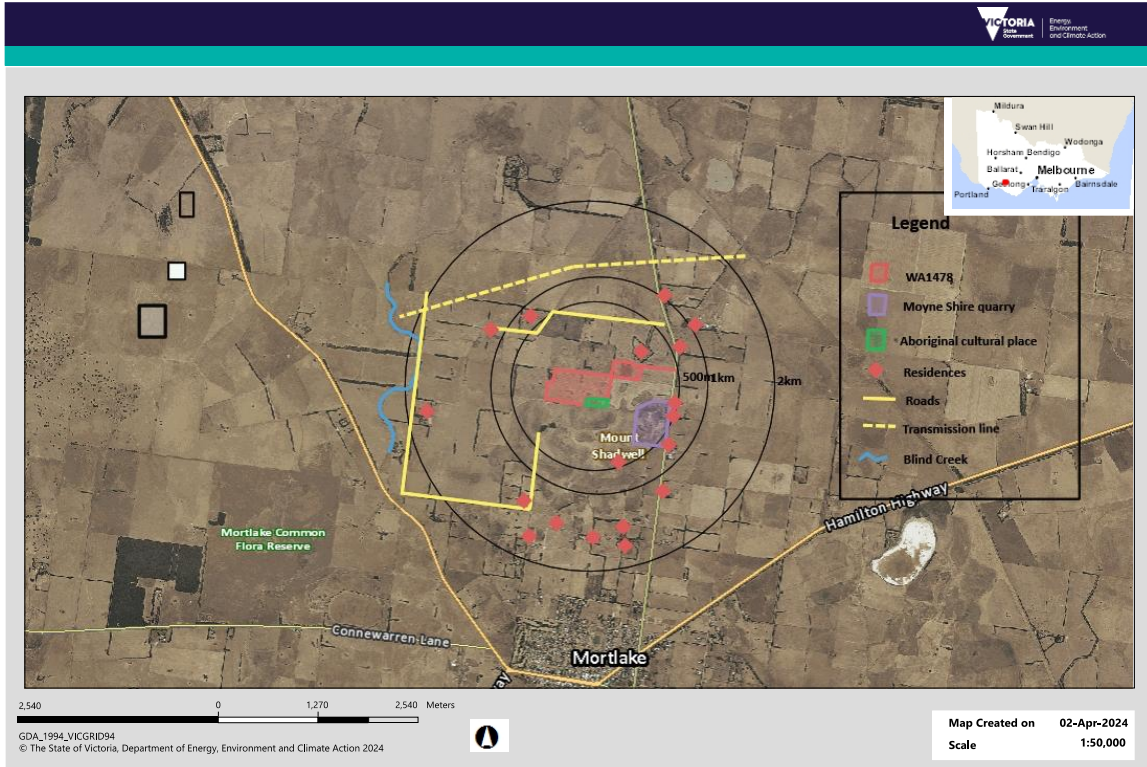 VICTORIA
State
Government
Energy,
Environment
and Climate Action
Mildura
Swan Hill
Wodonga
Horsham Bendigo
Ballarat
Melbourne
Geelong
Bairnsdale
Portland
Traralgon
Legend
WA1478
Moyne Shire quarry
Aboriginal cultural place
Residences
Roads
Transmission line
Blind Creek
500m
1km
2km
Mount
Shadwell
Hamilton Highway
Mortlake Common
Flora Reserve
Connewarren Lane
Mortlake
way
2,540 0 1,270 2,540 Meters
GDA_1994_VICGRID94
© The State of Victoria, Department of Energy, Environment and Climate Action 2024
Map Created on 02-Apr-2024
Scale 1:50,000